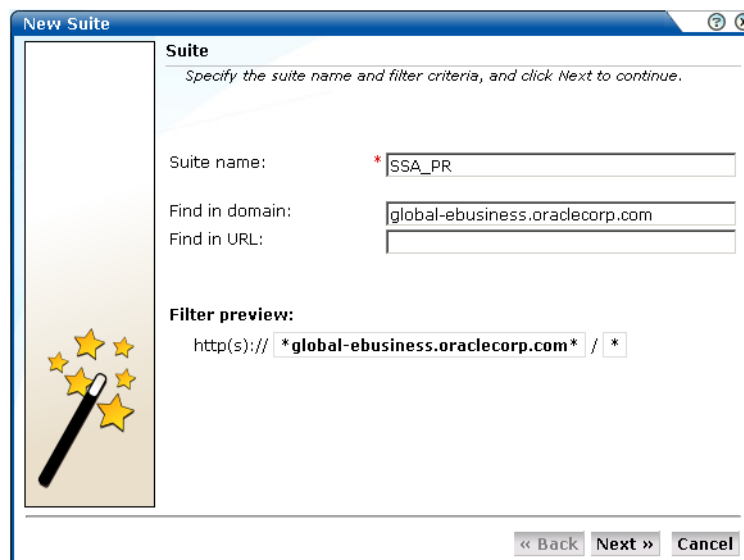 New Suite
Suite
Specify the suite name and filter criteria, and click Next to continue.
Suite name: * SSA_PR
Find in domain: global-ebusiness.oraclecorp.com
Find in URL:
Filter preview:
http(s):// *global-ebusiness.oraclecorp.com* / *
« Back Next » Cancel